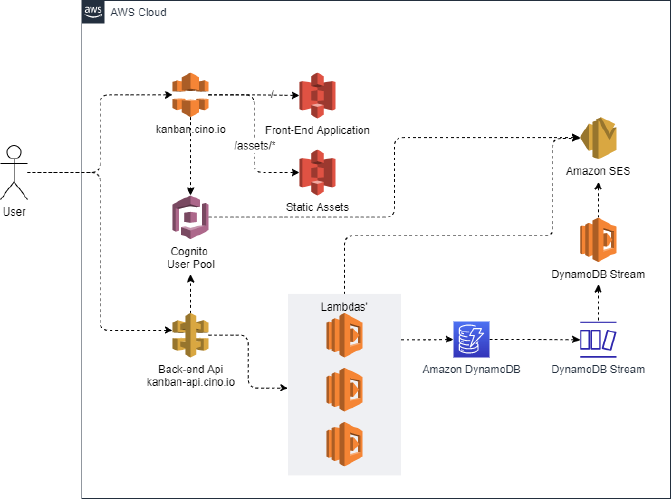 aws
AWS Cloud
/
kanban.cino.io
Front-End Application
/assets/*
Amazon SES
User
Static Assets
Cognito
User Pool
DynamoDB Stream
Lambdas'
Back-end Api
kanban-api.cino.io
Amazon DynamoDB
DynamoDB Stream